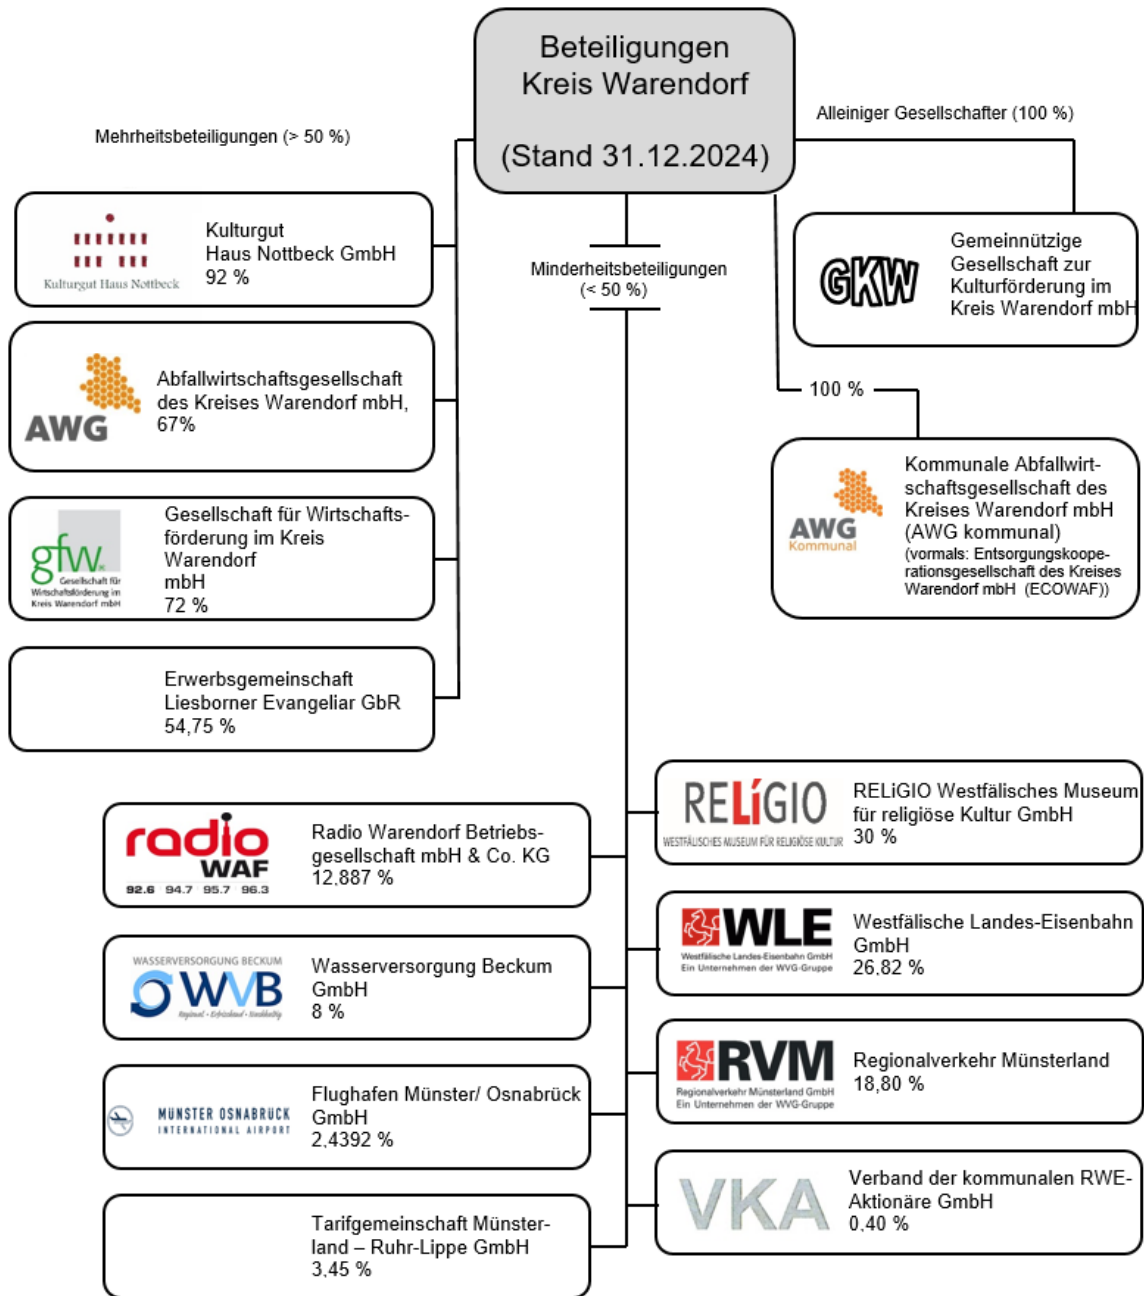 Beteiligungen
Kreis Warendorf
(Stand 31.12.2024)
Mehrheitsbeteiligungen (> 50 %)
Kulturgut Haus Nottbeck
Kulturgut
Haus Nottbeck GmbH
92 %
AWG
Abfallwirtschaftsgesellschaft
des Kreises Warendorf mbH,
67%
gfw
Gesellschaft für
Wirtschaftsförderung im
Kreis Warendorf mbH
Gesellschaft für Wirtschafts-
förderung im Kreis
Warendorf
mbH
72 %
Erwerbsgemeinschaft
Liesborner Evangeliar GbR
54,75 %
Alleiniger Gesellschafter (100 %)
GKW
Gemeinnützige
Gesellschaft zur
Kulturförderung im
Kreis Warendorf mbH
100 %
AWG
Kommunal
Kommunale Abfallwirt-
schaftsgesellschaft des
Kreises Warendorf mbH
(AWG kommunal)
(vormals: Entsorgungskoope-
rationsgesellschaft des Kreises
Warendorf mbH (ECOWAF))
Minderheitsbeteiligungen
(< 50 %)
radio
WAF
92.6 94.7 95.7 96.3
Radio Warendorf Betriebs-
gesellschaft mbH & Co. KG
12,887 %
WASSERVERSORGUNG BECKUM
WVB
Regional • Erfrischend • Nachhaltig
Wasserversorgung Beckum
GmbH
8 %
MÜNSTER OSNABRÜCK
INTERNATIONAL AIRPORT
Flughafen Münster/ Osnabrück
GmbH
2,4392 %
Tarifgemeinschaft Münster-
land – Ruhr-Lippe GmbH
3,45 %
RELíGIO
WESTFÄLISCHES MUSEUM FÜR RELIGIÖSE KULTUR
RELiGIO Westfälisches Museum
für religiöse Kultur GmbH
30 %
WLE
Westfälische Landes-Eisenbahn GmbH
Ein Unternehmen der WVG-Gruppe
Westfälische Landes-Eisenbahn
GmbH
26,82 %
RVM
Regionalverkehr Münsterland GmbH
Ein Unternehmen der WVG-Gruppe
Regionalverkehr Münsterland
18,80 %
VKA
Verband der kommunalen RWE-
Aktionäre GmbH
0,40 %